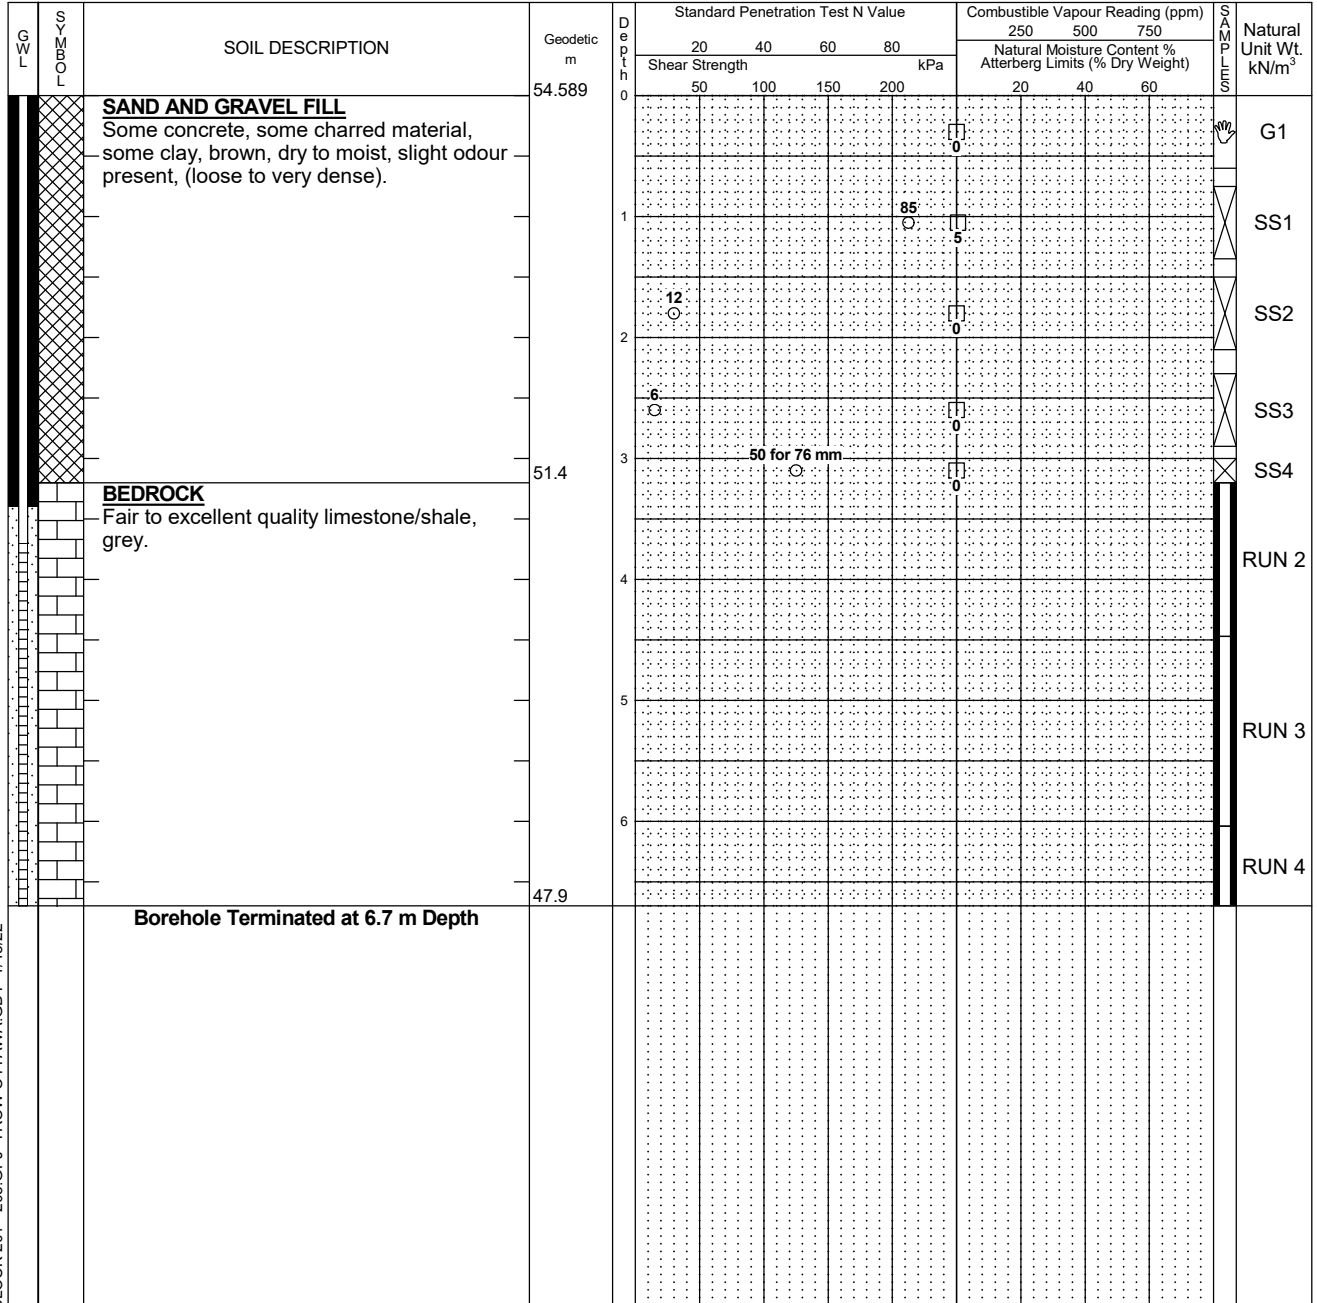 GWL
SYMBOL
SOIL DESCRIPTION
Geodetic
m
Depth
Standard Penetration Test N Value
20 40 60 80
Shear Strength kPa
50 100 150 200
Combustible Vapour Reading (ppm)
250 500 750
Natural Moisture Content %
Atterberg Limits (% Dry Weight)
20 40 60
SAMPLES
Natural
Unit Wt.
kN/m³
54.589
0
SAND AND GRAVEL FILL
Some concrete, some charred material,
some clay, brown, dry to moist, slight odour
present, (loose to very dense).
0
G1
1
85
5
SS1
12
0
SS2
2
6
0
SS3
3
50 for 76 mm
0
SS4
51.4
BEDROCK
Fair to excellent quality limestone/shale,
grey.
RUN 2
4
5
RUN 3
6
RUN 4
47.9
Borehole Terminated at 6.7 m Depth